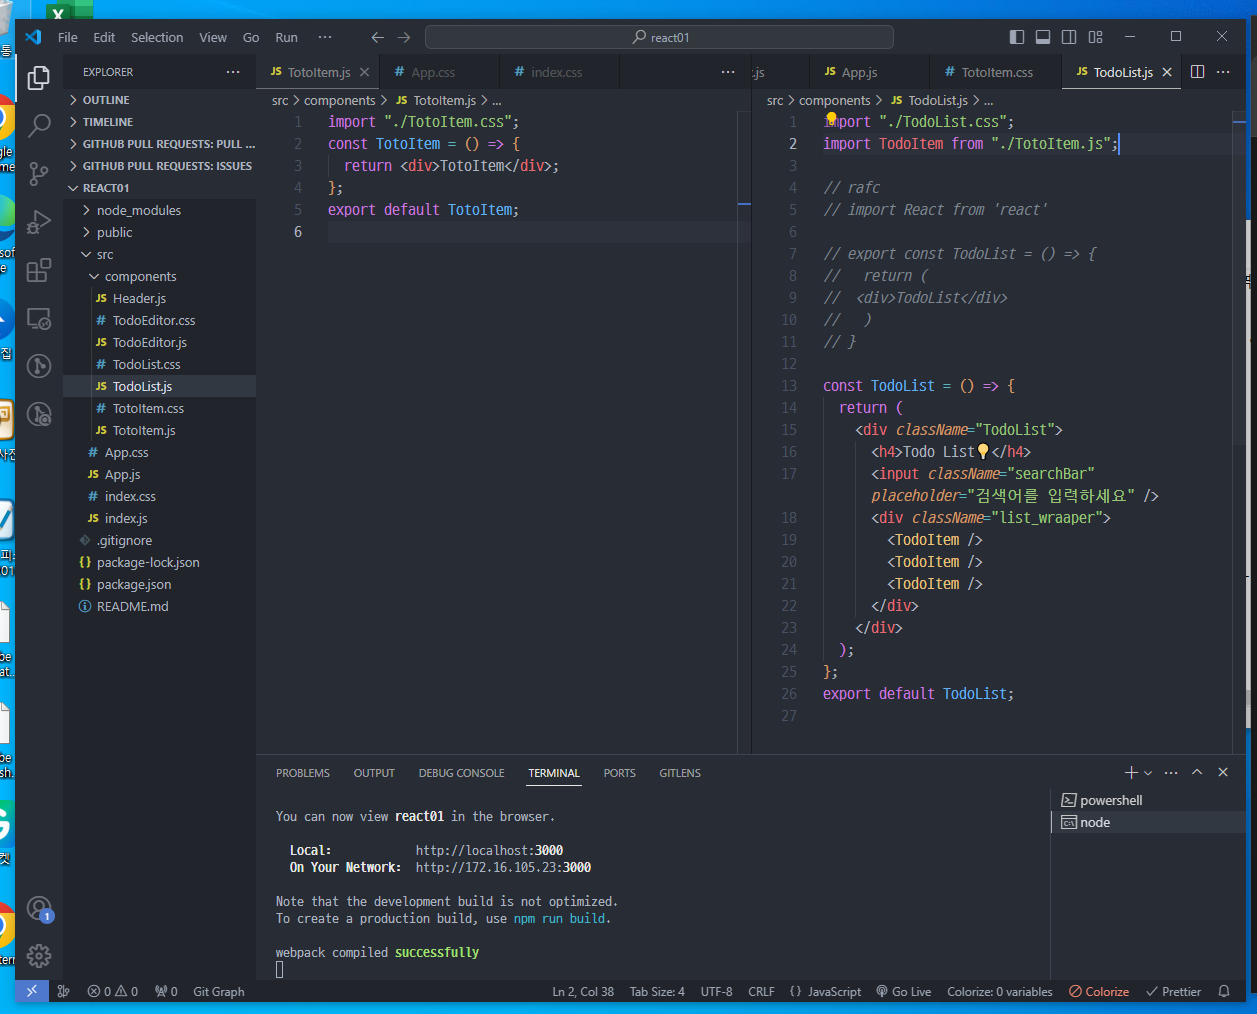 File Edit Selection View Go Run ...
react01
EXPLORER ...
OUTLINE
TIMELINE
GITHUB PULL REQUESTS: PULL ...
GITHUB PULL REQUESTS: ISSUES
REACT01
node_modules
public
src
components
JS Header.js
# TodoEditor.css
JS TodoEditor.js
# TodoList.css
JS TodoList.js
# TotoItem.css
JS TotoItem.js
# App.css
JS App.js
# index.css
JS index.js
.gitignore
{} package-lock.json
{} package.json
README.md
1
JS TotoItem.js # App.css # index.css ...
src > components > JS TotoItem.js > ...
1 import "./TotoItem.css";
2 const TotoItem = () => {
3 return <div>TotoItem</div>;
4 };
5 export default TotoItem;
6
.js JS App.js # TotoItem.css JS TodoList.js ...
src > components > JS TodoList.js > ...
1 import "./TodoList.css";
2 import TodoItem from "./TotoItem.js";
3
4 // rafc
5 // import React from 'react'
6
7 // export const TodoList = () => {
8 // return (
9 // <div>TodoList</div>
10 // )
11 // }
12
13 const TodoList = () => {
14 return (
15 <div className="TodoList">
16 <h4>Todo List💡</h4>
17 <input className="searchBar"
placeholder="검색어를 입력하세요" />
18 <div className="list_wraaper">
19 <TodoItem />
20 <TodoItem />
21 <TodoItem />
22 </div>
23 </div>
24 );
25 };
26 export default TodoList;
27
PROBLEMS OUTPUT DEBUG CONSOLE TERMINAL PORTS GITLENS
You can now view react01 in the browser.
Local: http://localhost:3000
On Your Network: http://172.16.105.23:3000
Note that the development build is not optimized.
To create a production build, use npm run build.
webpack compiled successfully
powershell
node
0 0 0 Git Graph Ln 2, Col 38 Tab Size: 4 UTF-8 CRLF {} JavaScript Go Live Colorize: 0 variables Colorize Prettier